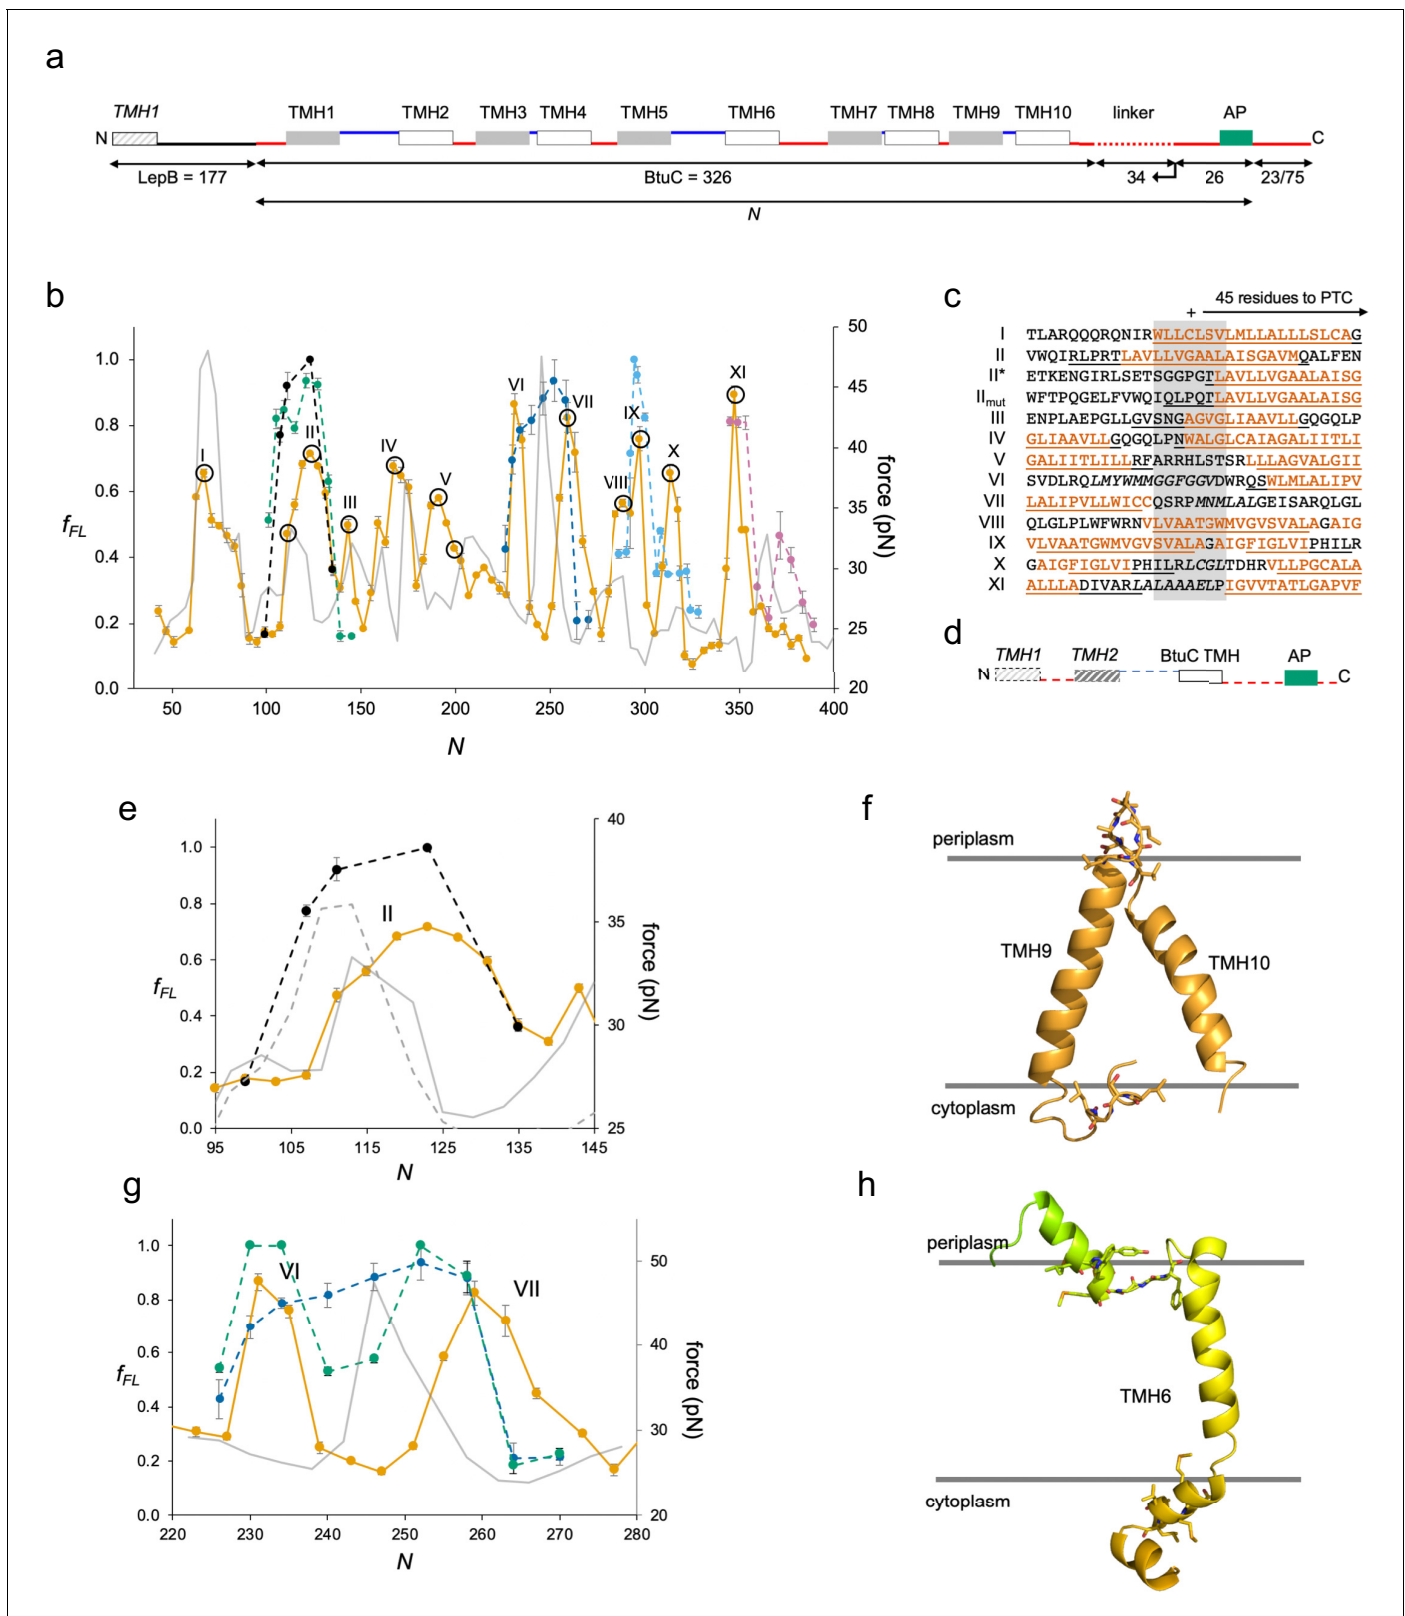 a
TMH1 TMH1 TMH2 TMH3 TMH4 TMH5 TMH6 TMH7 TMH8 TMH9 TMH10 linker AP
N C
LepB = 177 BtuC = 326 34 26 23/75
N
b
1.0
0.8
0.6
0.4
0.2
0.0
fFL
50
45
40
35
30
25
20
force (pN)
I II III IV V VI VII VIII IX X XI
50 100 150 200 250 300 350 400
N
c
45 residues to PTC
+
I TLARQQQRQNIRWLLCLSVLMLLALLLSLCAG
II VWQIRLPRTLAVLLVGAALAISGAVMQALFEN
II* ETKENGIRLSETSGGPGTLAVLLVGAALAISG
IImut WFTPQGELFVWQIQLPQTLAVLLVGAALAISG
III ENPLAEPGLLGVSNGAGVGLIAAVLLGQGQLP
IV GLIAAVLLGQGQLPNWALGLCAIAGALIITLI
V GALIITLILLRFARRHLSTSRLLLAGVALGII
VI SVDLRQLMYWMMGGFGGVDWRQSWLMLALIPV
VII LALIPVLLWICCQSRPMNMLALGEISARQLGL
VIII QLGLPLWFWRNVLVAATGWMVGVSVALAGAIG
IX VLVAATGWMVGVSVALAGAIGFIGLVIPHILR
X GAIGFIGLVIPHILRLCGLTDHRVLLPGCALA
XI ALLLADIVARLALAAAELPIGVVTATLGAPVF
d
TMH1 TMH2 BtuC TMH AP
N C
e
1.0
0.8
0.6
0.4
0.2
0.0
fFL
II
40
35
30
25
force (pN)
95 105 115 125 135 145
N
f
periplasm
TMH9 TMH10
cytoplasm
g
1.0
0.8
0.6
0.4
0.2
0.0
fFL
VI VII
50
40
30
20
force (pN)
220 230 240 250 260 270 280
N
h
periplasm
TMH6
cytoplasm